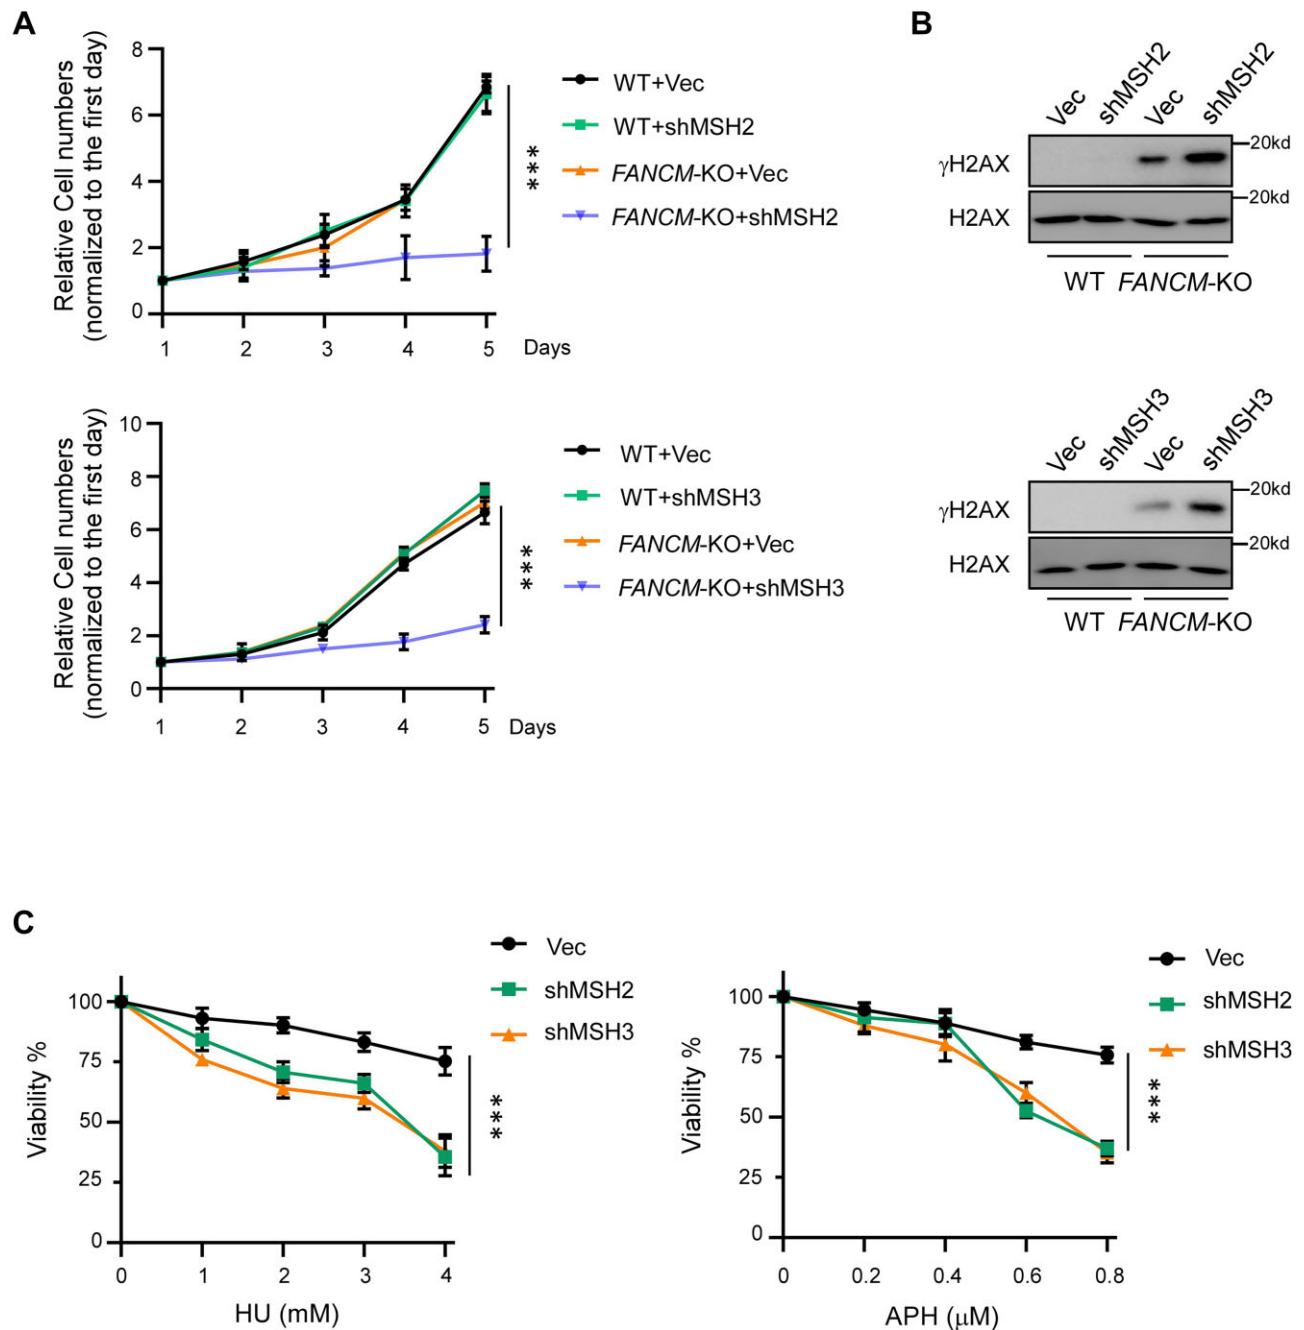 A
Relative Cell numbers
(normalized to the first day)
8
6
4
2
0
1 2 3 4 5 Days
WT+Vec
WT+shMSH2
FANCM-KO+Vec
FANCM-KO+shMSH2
***
B
Vec shMSH2 Vec shMSH2
γH2AX
20kd
H2AX
20kd
WT FANCM-KO
Relative Cell numbers
(normalized to the first day)
10
8
6
4
2
0
1 2 3 4 5 Days
WT+Vec
WT+shMSH3
FANCM-KO+Vec
FANCM-KO+shMSH3
***
Vec shMSH3 Vec shMSH3
γH2AX
20kd
H2AX
20kd
WT FANCM-KO
C
Viability %
100
75
50
25
0
0 1 2 3 4
HU (mM)
Vec
shMSH2
shMSH3
***
Viability %
100
75
50
25
0
0 0.2 0.4 0.6 0.8
APH (μM)
Vec
shMSH2
shMSH3
***